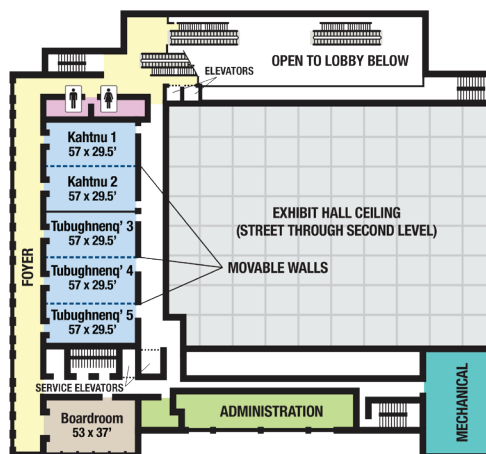 OPEN TO LOBBY BELOW
ELEVATORS
Kahtnu 1
57 x 29.5'
Kahtnu 2
57 x 29.5'
Tubughnenq' 3
57 x 29.5'
Tubughnenq' 4
57 x 29.5'
Tubughnenq' 5
57 x 29.5'
FOYER
EXHIBIT HALL CEILING
(STREET THROUGH SECOND LEVEL)
MOVABLE WALLS
SERVICE ELEVATORS
Boardroom
53 x 37'
ADMINISTRATION
MECHANICAL